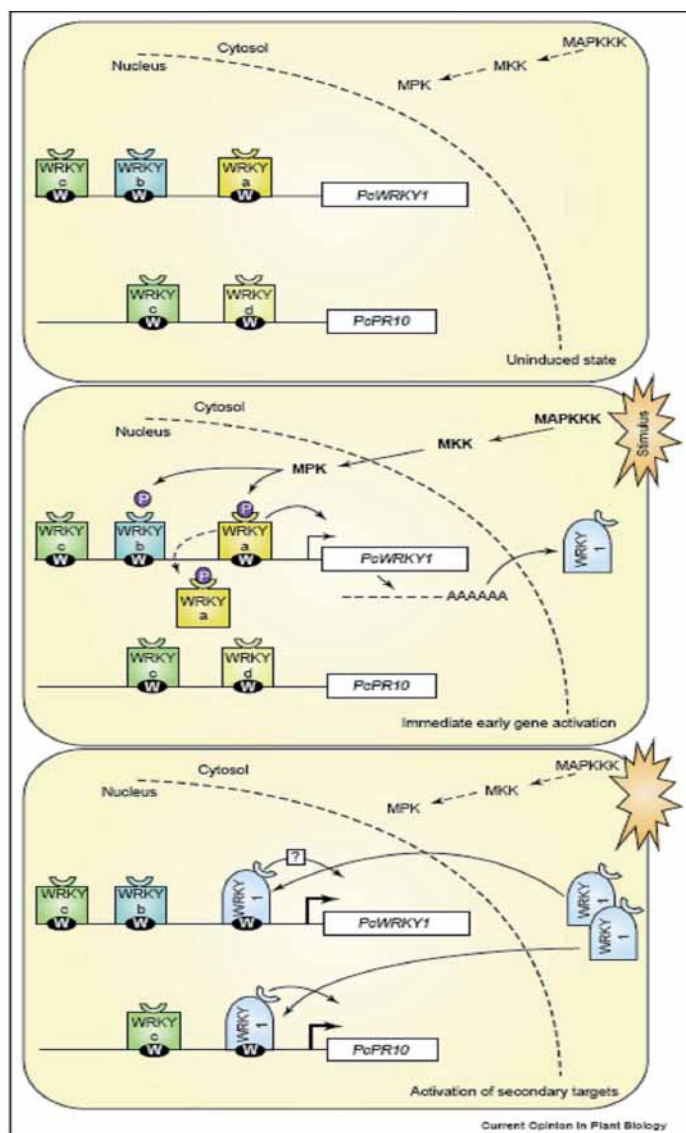 Cytosol
Nucleus
MAPKKK
MKK
MPK
WRKY
c
W
WRKY
b
W
WRKY
a
W
PcWRKY1
WRKY
c
W
WRKY
d
W
PcPR10
Uninduced state
Cytosol
Nucleus
MAPKKK
MKK
MPK
Stimulus
P
P
WRKY
c
W
WRKY
b
W
WRKY
a
W
PcWRKY1
WRKY
1
P
WRKY
a
AAAAAA
WRKY
c
W
WRKY
d
W
PcPR10
Immediate early gene activation
Cytosol
Nucleus
MAPKKK
MKK
MPK
?
WRKY
c
W
WRKY
b
W
WRKY
1
W
PcWRKY1
WRKY
1
WRKY
1
WRKY
c
W
WRKY
1
W
PcPR10
Activation of secondary targets
Current Opinion in Plant Biology